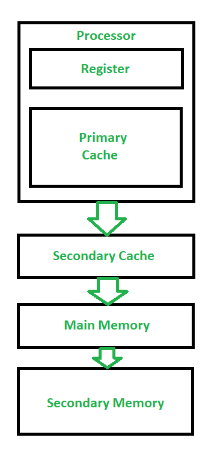 Processor
Register
Primary
Cache
Secondary Cache
Main Memory
Secondary Memory